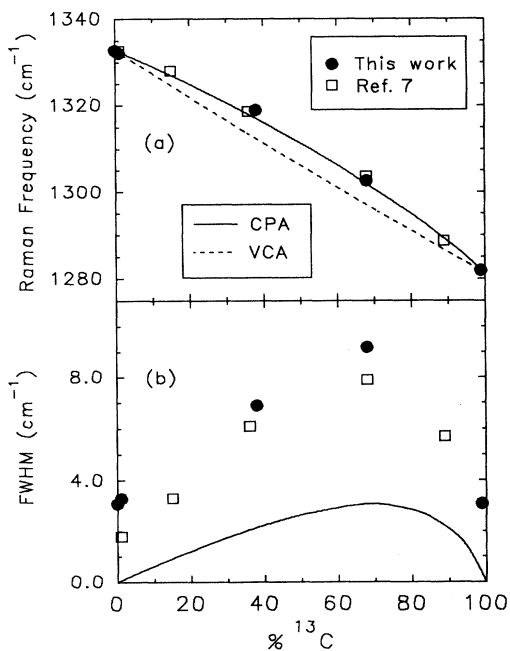 1340
1320
1300
1280
Raman Frequency (cm⁻¹)
● This work
□ Ref. 7
(a)
CPA
VCA
8.0
4.0
0.0
FWHM (cm⁻¹)
(b)
0 20 40 60 80 100
% ¹³C